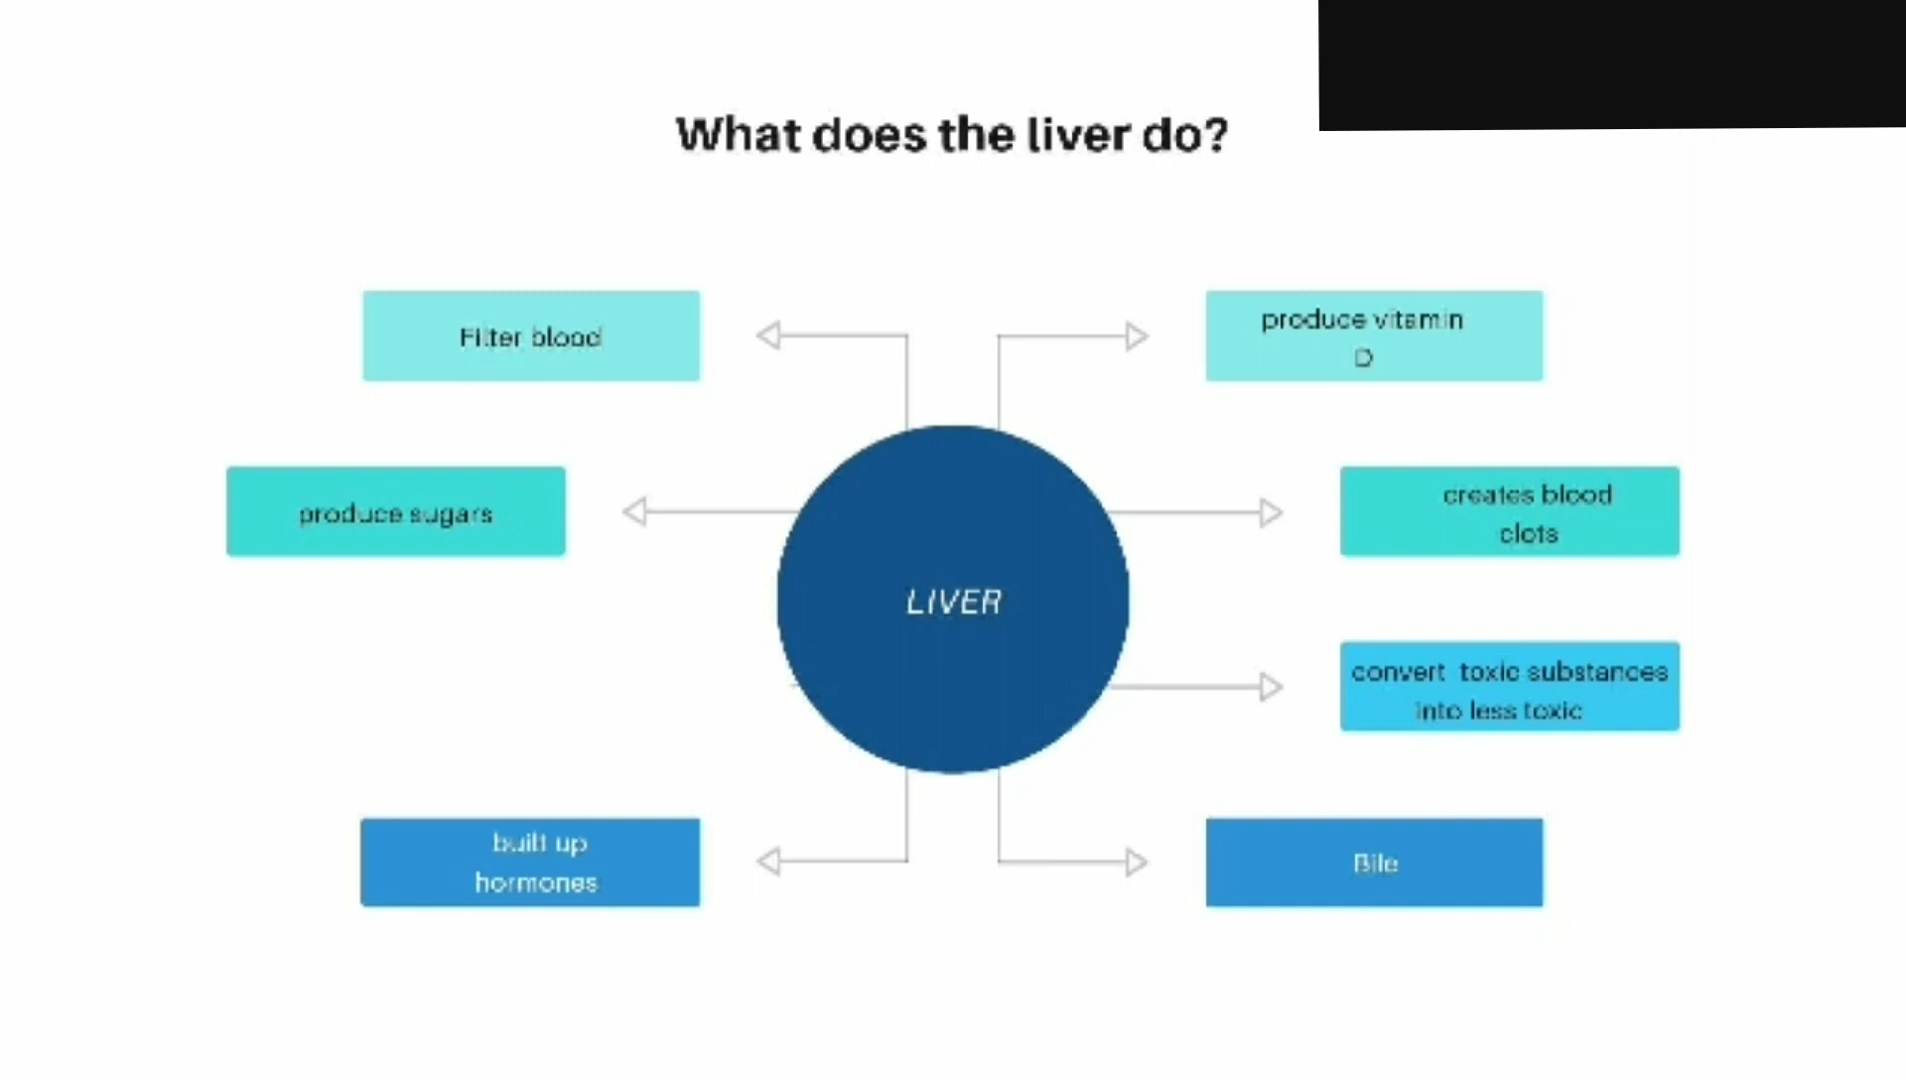 What does the liver do?
Filter blood
produce vitamin
D
produce sugars
creates blood
clots
LIVER
convert toxic substances
into less toxic
built up
hormones
Bile